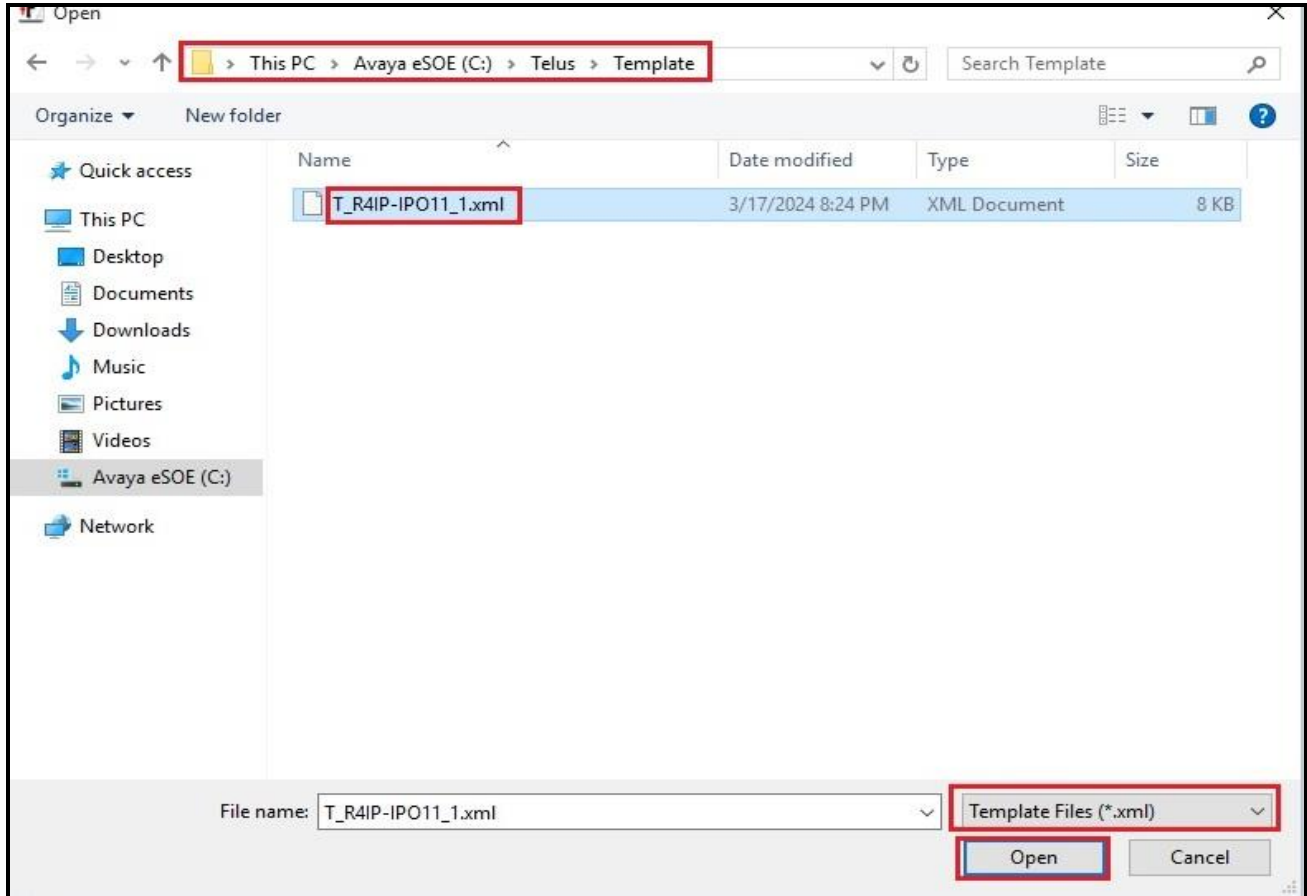 Open
This PC > Avaya eSOE (C:) > Telus > Template
Search Template
Organize
New folder
Name
Date modified
Type
Size
T_R4IP-IPO11_1.xml
3/17/2024 8:24 PM
XML Document
8 KB
Quick access
This PC
Desktop
Documents
Downloads
Music
Pictures
Videos
Avaya eSOE (C:)
Network
File name:
T_R4IP-IPO11_1.xml
Template Files (*.xml)
Open
Cancel